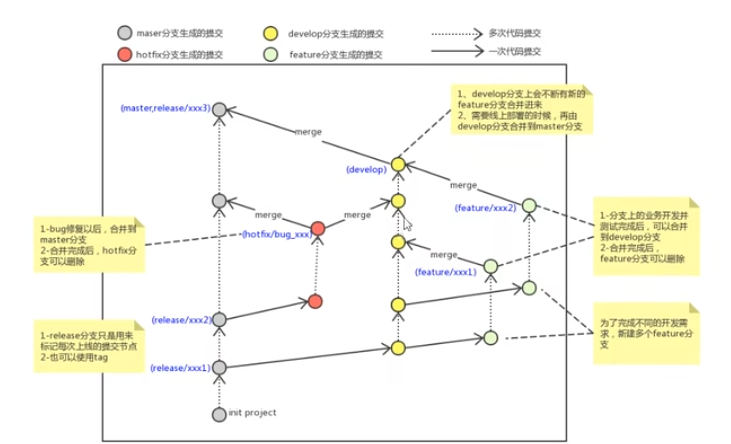 maser分支生成的提交
develop分支生成的提交
多次代码提交
hotfix分支生成的提交
feature分支生成的提交
一次代码提交
1、develop分支上会不断有新的
feature分支合并进来
2、需要线上部署的时候，再由
develop分支合并到master分支
(master,release/xxx3)
merge
(develop)
merge
(feature/xxx2)
1-分支上的业务开发并
测试完成后，可以合并
到develop分支
2-合并完成后，
feature分支可以删除
1-bug修复以后，合并到
master分支
2-合并完成后，hotfix分
支可以删除
merge
merge
(hotfix/bug_xxx)
merge
(feature/xxx1)
为了完成不同的开发需
求，新建多个feature分
支
1-release分支只是用来
标记每次上线的提交节点
2-也可以使用tag
(release/xxx2)
(release/xxx1)
init project